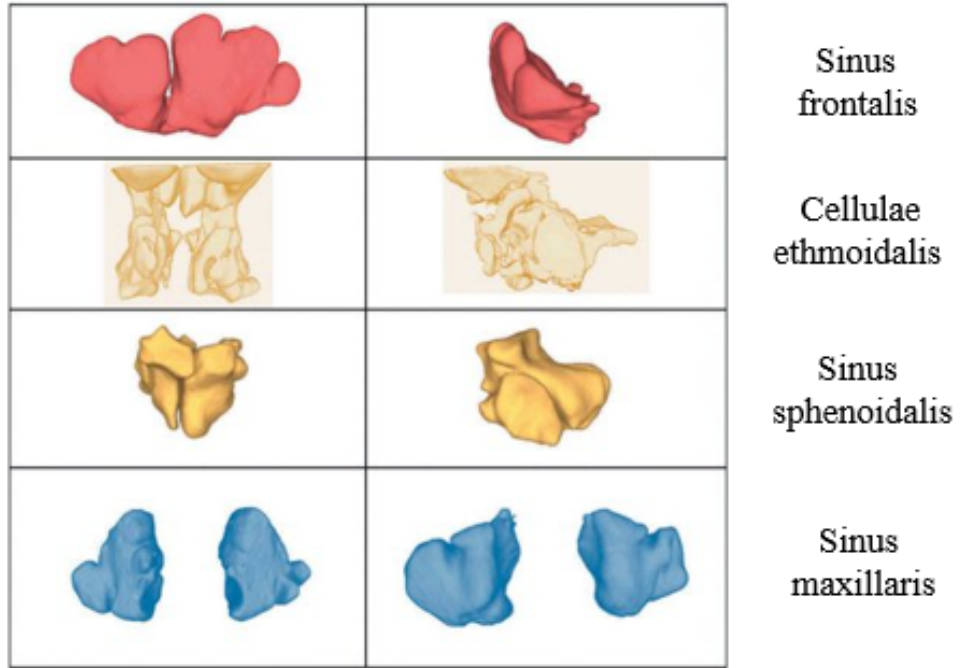 Sinus
frontalis
Cellulae
ethmoidalis
Sinus
sphenoidalis
Sinus
maxillaris